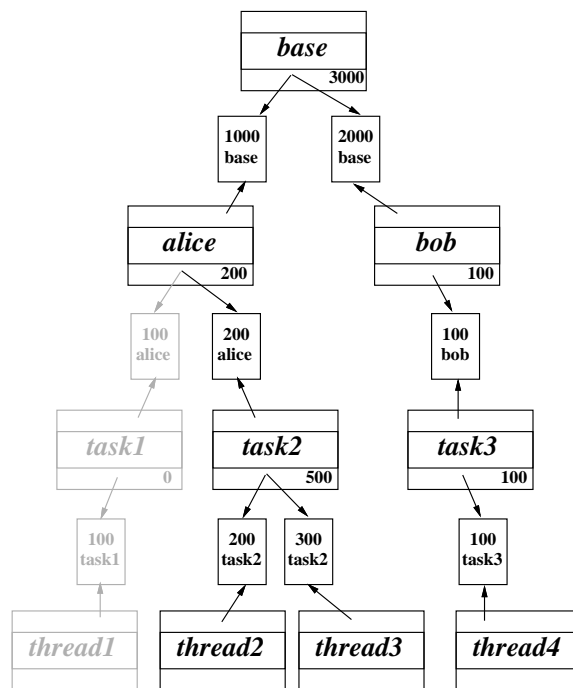 base
3000
1000
base
2000
base
alice
200
bob
100
100
alice
200
alice
100
bob
task1
0
task2
500
task3
100
100
task1
200
task2
300
task2
100
task3
thread1
thread2
thread3
thread4